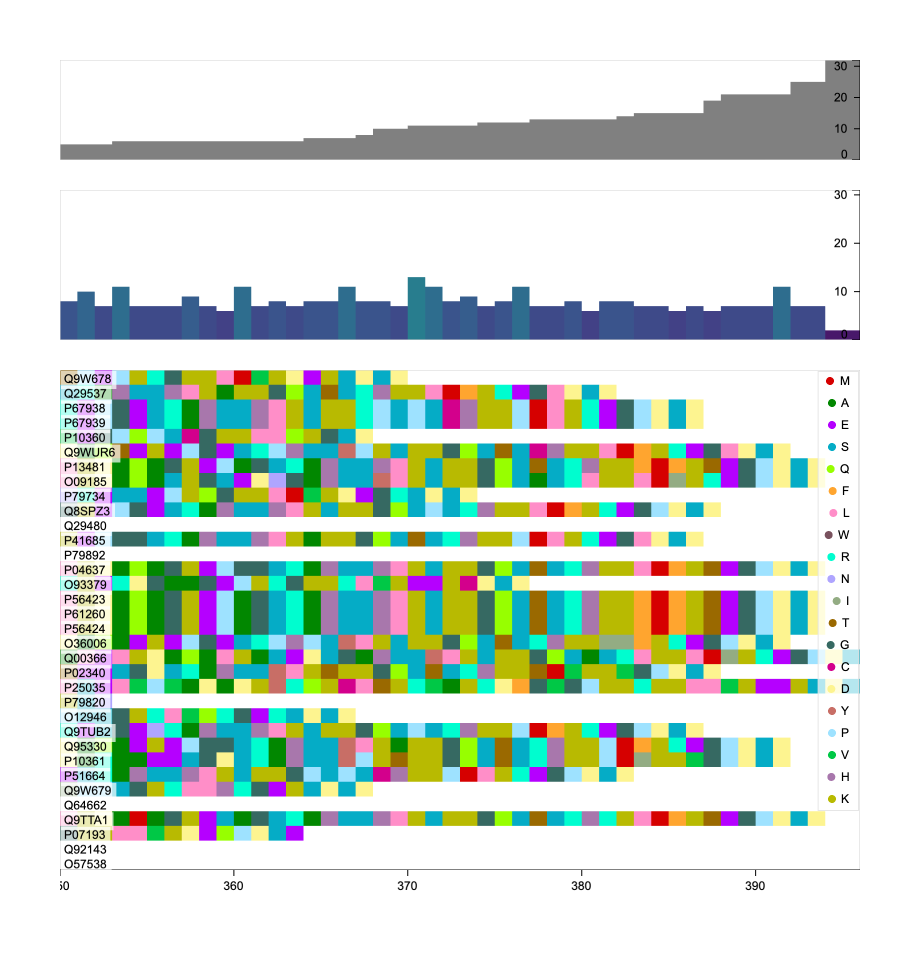 30
20
10
0
30
20
10
0
Q9W678
Q29537
P67938
P67939
P10360
Q9WUR6
P13481
O09185
P79734
Q8SPZ3
Q29480
P41685
P79892
P04637
O93379
P56423
P61260
P56424
O36006
Q00366
P02340
P25035
P79820
O12946
Q9TUB2
Q95330
P10361
P51664
Q9W679
Q64662
Q9TTA1
P07193
Q92143
O57538
M
A
E
S
Q
F
L
W
R
N
I
T
G
C
D
Y
P
V
H
K
360 370 380 390